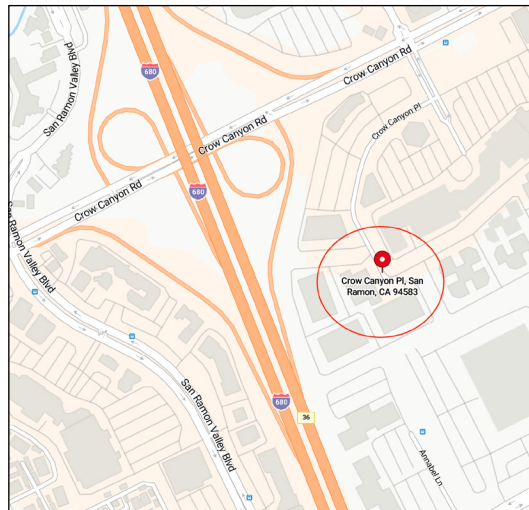 San Ramon Valley Blvd
680
Crow Canyon Rd
Crow Canyon Pl
Crow Canyon Rd
680
Crow Canyon Rd
San Ramon Valley Blvd
Crow Canyon Pl, San
Ramon, CA 94583
San Ramon Valley Blvd
680
36
Annabel Ln